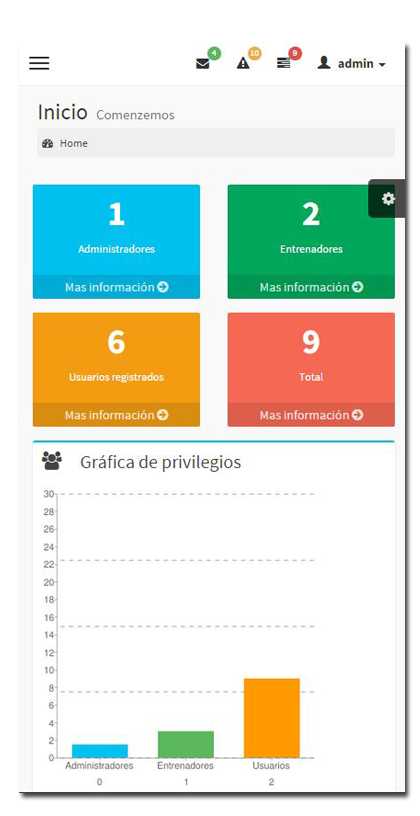 4 10 9 admin
Inicio Comenzemos
Home
1
Administradores
Mas información
2
Entrenadores
Mas información
6
Usuarios registrados
Mas información
9
Total
Mas información
Gráfica de privilegios
30
28
26
24
22
20
18
16
14
12
10
8
6
4
2
0
Administradores Entrenadores Usuarios
0 1 2